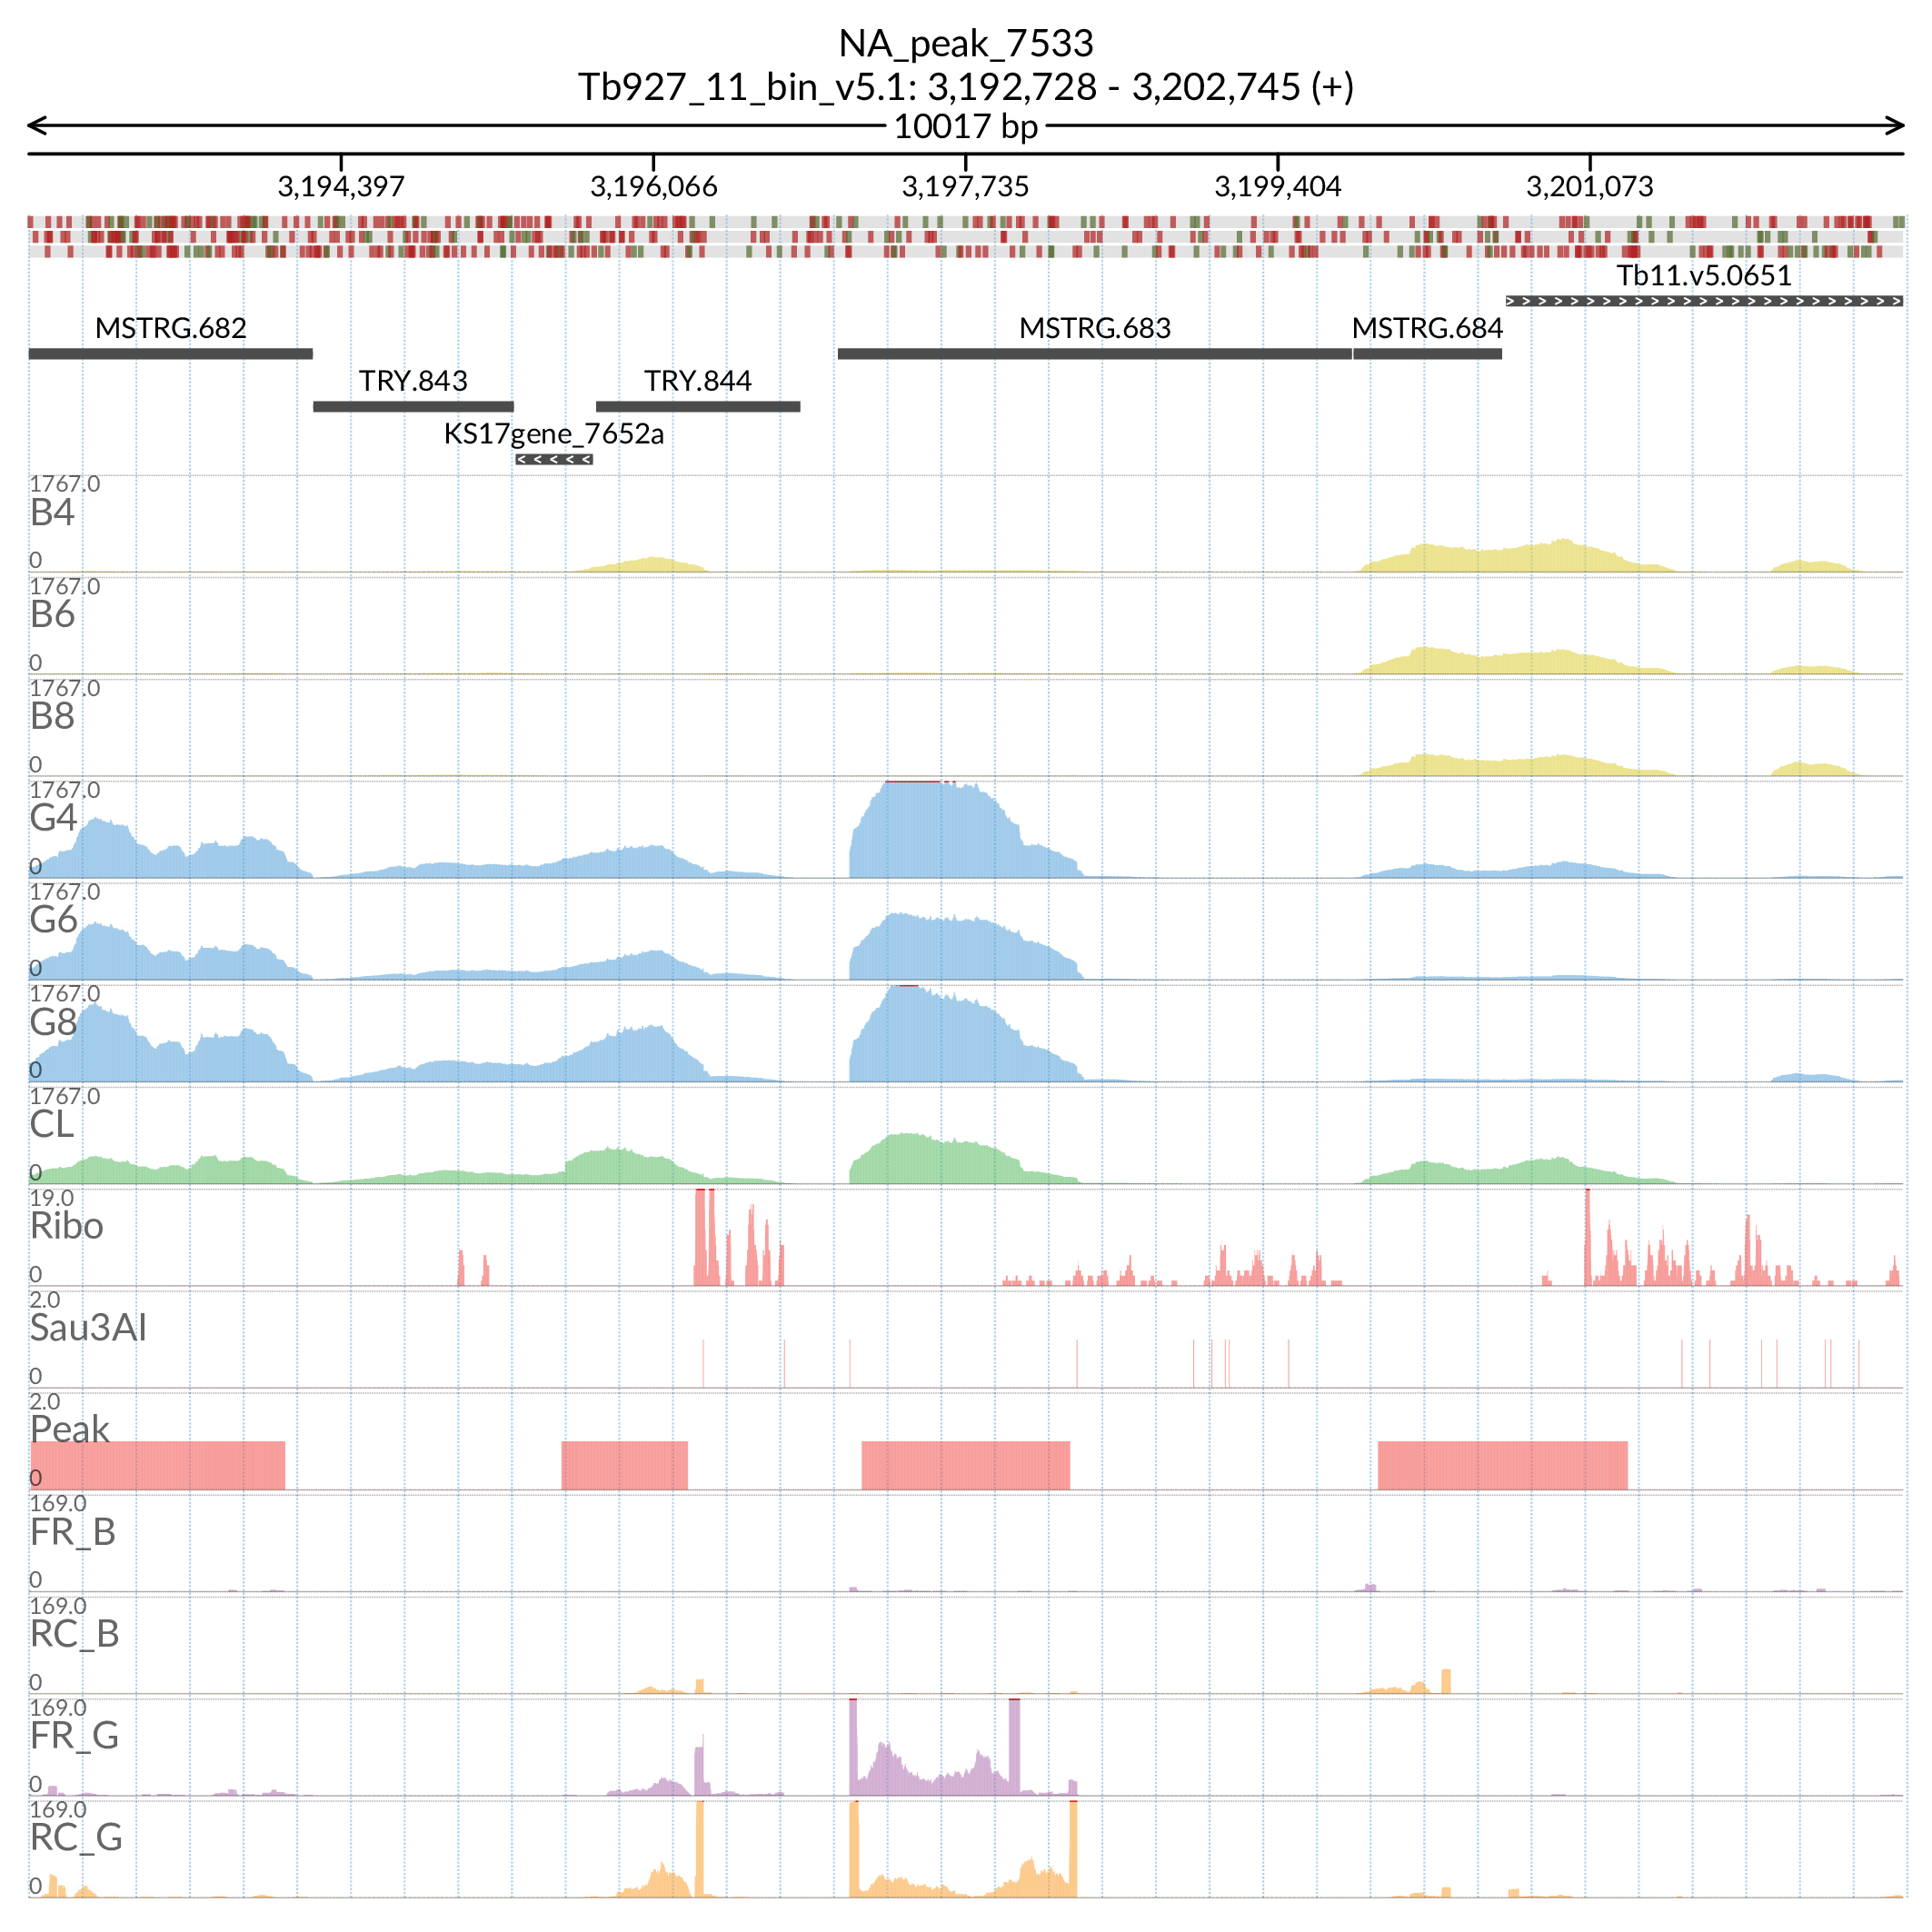 NA_peak_7533
Tb927_11_bin_v5.1: 3,192,728 - 3,202,745 (+)
10017 bp
3,194,397 3,196,066 3,197,735 3,199,404 3,201,073
Tb11.v5.0651
MSTRG.682 MSTRG.683 MSTRG.684
TRY.843 TRY.844
KS17gene_7652a
1767.0
B4
0
1767.0
B6
0
1767.0
B8
0
1767.0
G4
0
1767.0
G6
0
1767.0
G8
0
1767.0
CL
0
19.0
Ribo
0
2.0
Sau3AI
0
2.0
Peak
0
169.0
FR_B
0
169.0
RC_B
0
169.0
FR_G
0
169.0
RC_G
0